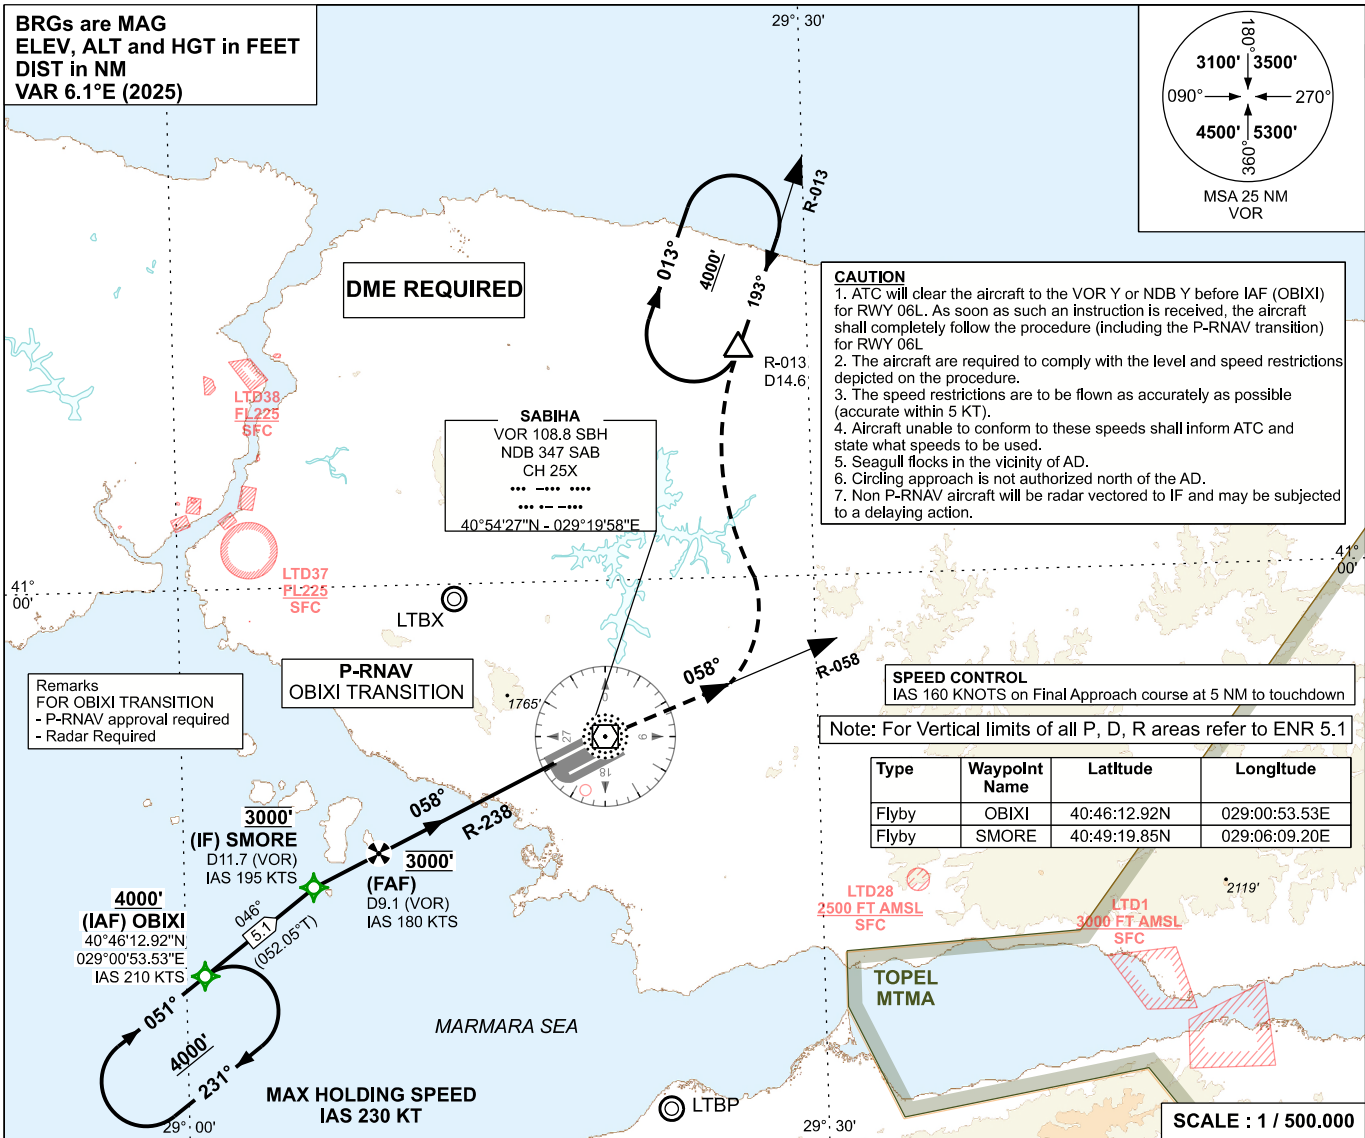 BRGs are MAG
ELEV, ALT and HGT in FEET
DIST in NM
VAR 6.1°E (2025)
29° 30'
180°
3100' 3500'
090° 270°
4500' 5300'
360°
MSA 25 NM
VOR
R-013
013°
4000'
193°
R-013
D14.6
DME REQUIRED
CAUTION
1. ATC will clear the aircraft to the VOR Y or NDB Y before IAF (OBIXI)
for RWY 06L. As soon as such an instruction is received, the aircraft
shall completely follow the procedure (including the P-RNAV transition)
for RWY 06L
2. The aircraft are required to comply with the level and speed restrictions
depicted on the procedure.
3. The speed restrictions are to be flown as accurately as possible
(accurate within 5 KT).
4. Aircraft unable to conform to these speeds shall inform ATC and
state what speeds to be used.
5. Seagull flocks in the vicinity of AD.
6. Circling approach is not authorized north of the AD.
7. Non P-RNAV aircraft will be radar vectored to IF and may be subjected
to a delaying action.
LTD38
FL225
SFC
SABIHA
VOR 108.8 SBH
NDB 347 SAB
CH 25X
40°54'27"N - 029°19'58"E
LTD37
FL225
SFC
41°
00'
41°
00'
LTBX
P-RNAV
OBIXI TRANSITION
Remarks
FOR OBIXI TRANSITION
- P-RNAV approval required
- Radar Required
1765'
0
27
9
18
058°
R-058
SPEED CONTROL
IAS 160 KNOTS on Final Approach course at 5 NM to touchdown
Note: For Vertical limits of all P, D, R areas refer to ENR 5.1
Type Waypoint Name Latitude Longitude
Flyby OBIXI 40:46:12.92N 029:00:53.53E
Flyby SMORE 40:49:19.85N 029:06:09.20E
058°
R-238
3000'
(IF) SMORE
D11.7 (VOR)
IAS 195 KTS
3000'
(FAF)
D9.1 (VOR)
IAS 180 KTS
4000'
(IAF) OBIXI
40°46'12.92"N
029°00'53.53"E
IAS 210 KTS
046°
5.1
(052.05°T)
051°
4000'
231°
MAX HOLDING SPEED
IAS 230 KT
MARMARA SEA
LTD28
2500 FT AMSL
SFC
2119'
LTD1
3000 FT AMSL
SFC
TOPEL
MTMA
LTBP
29° 00'
29° 30'
SCALE : 1 / 500.000